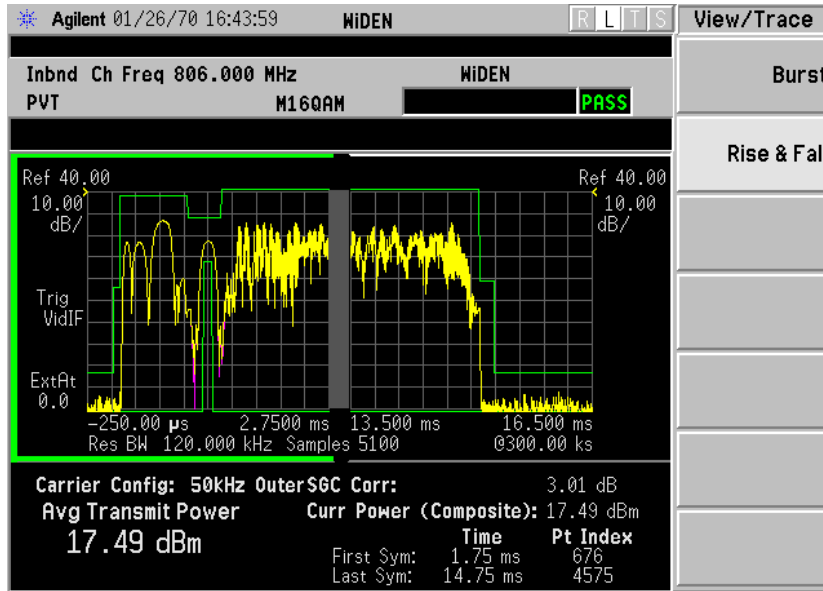 Agilent 01/26/70 16:43:59 WiDEN R L T S View/Trace
Inbnd Ch Freq 806.000 MHz WiDEN
PVT M16QAM PASS
Burst
Rise & Fal
Ref 40.00 Ref 40.00
10.00 10.00
dB/ dB/
Trig
VidIF
ExtAt
0.0
-250.00 µs 2.7500 ms 13.500 ms 16.500 ms
Res BW 120.000 kHz Samples 5100 @300.00 ks
Carrier Config: 50kHz OuterSGC Corr: 3.01 dB
Avg Transmit Power Curr Power (Composite): 17.49 dBm
17.49 dBm
Time Pt Index
First Sym: 1.75 ms 676
Last Sym: 14.75 ms 4575